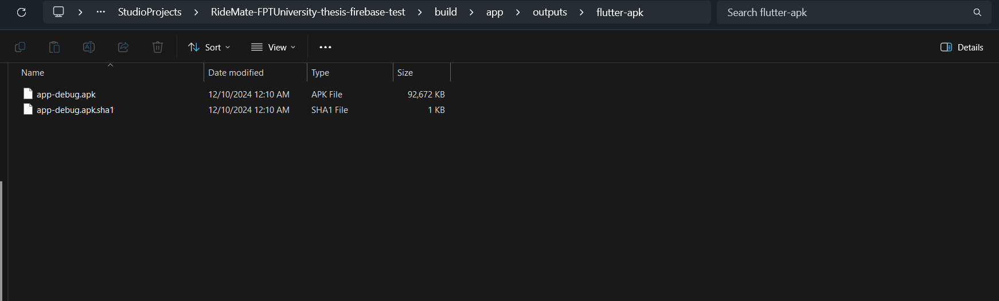 StudioProjects > RideMate-FPTUniversity-thesis-firebase-test > build > app > outputs > flutter-apk Search flutter-apk
Sort View ••• Details
Name Date modified Type Size
app-debug.apk 12/10/2024 12:10 AM APK File 92,672 KB
app-debug.apk.sha1 12/10/2024 12:10 AM SHA1 File 1 KB